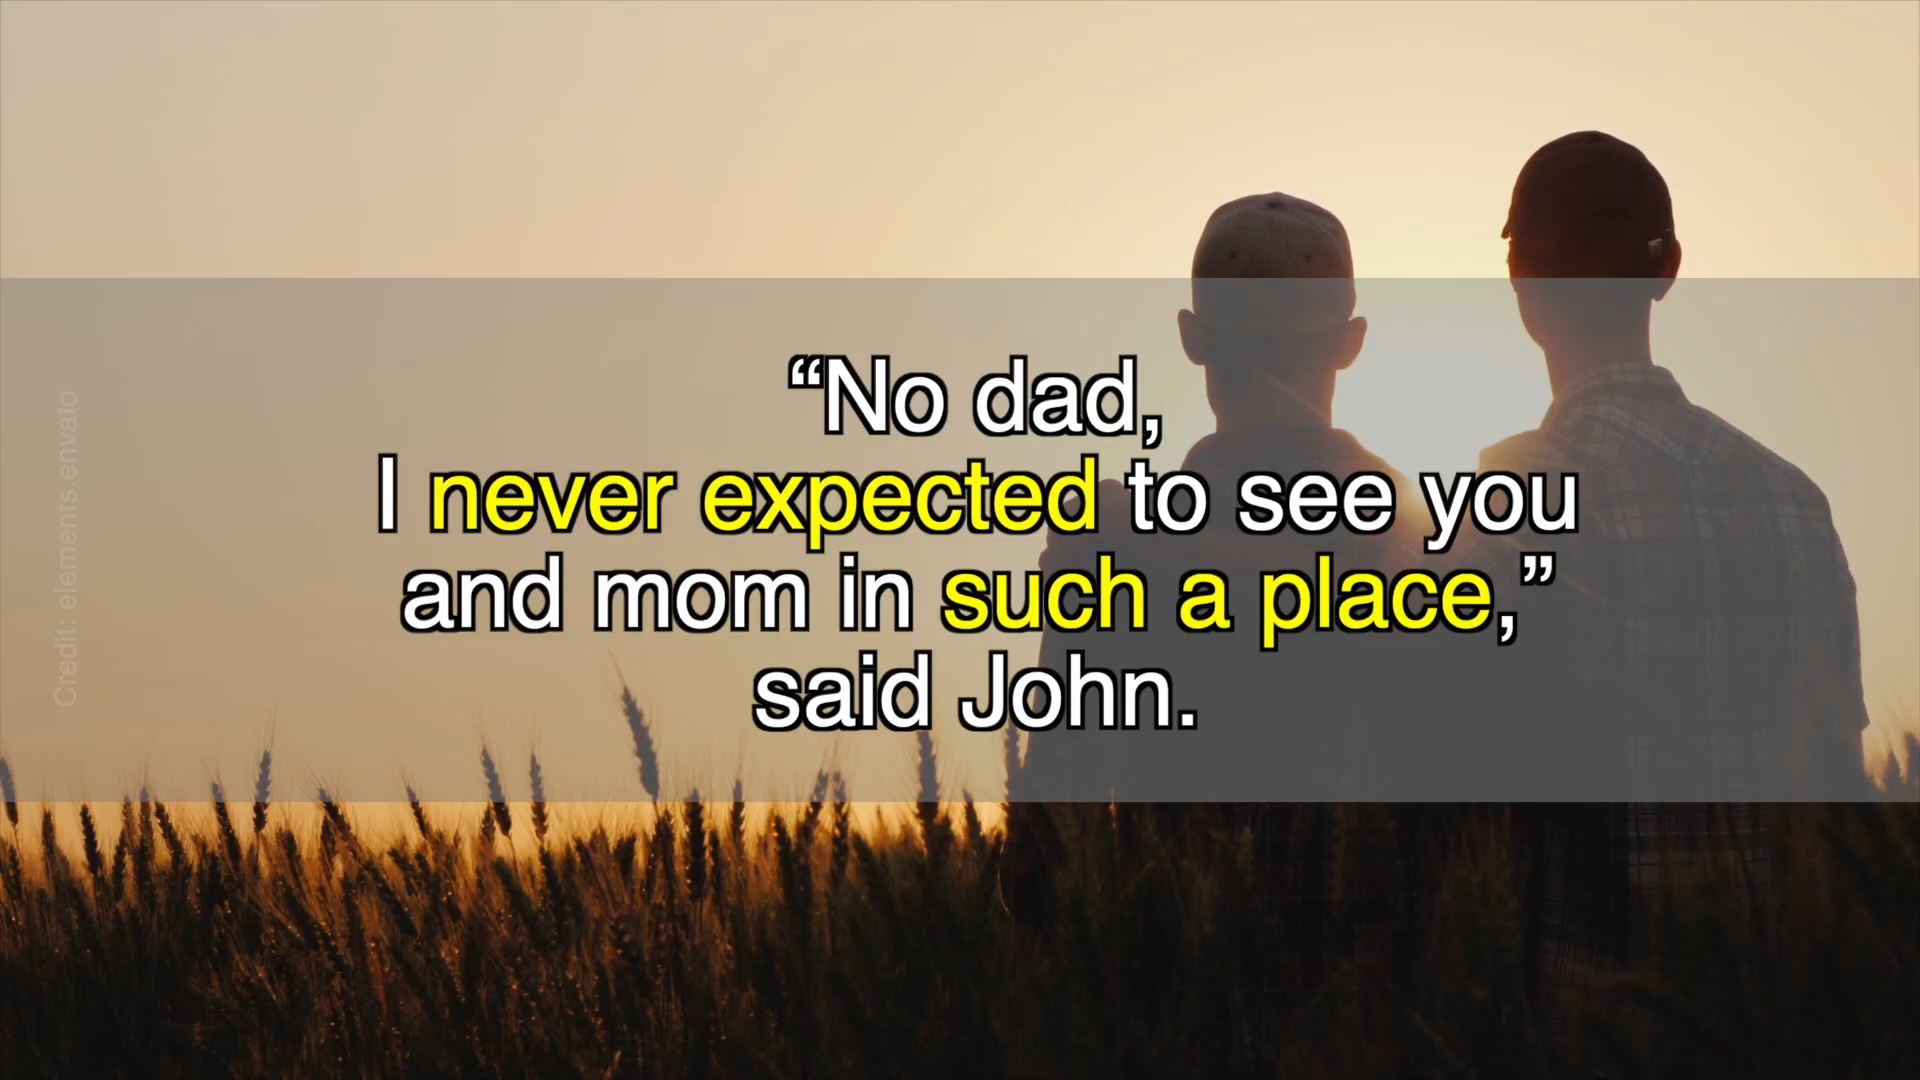 “No dad,
I never expected to see you
and mom in such a place,”
said John.
Credit: elements.envato